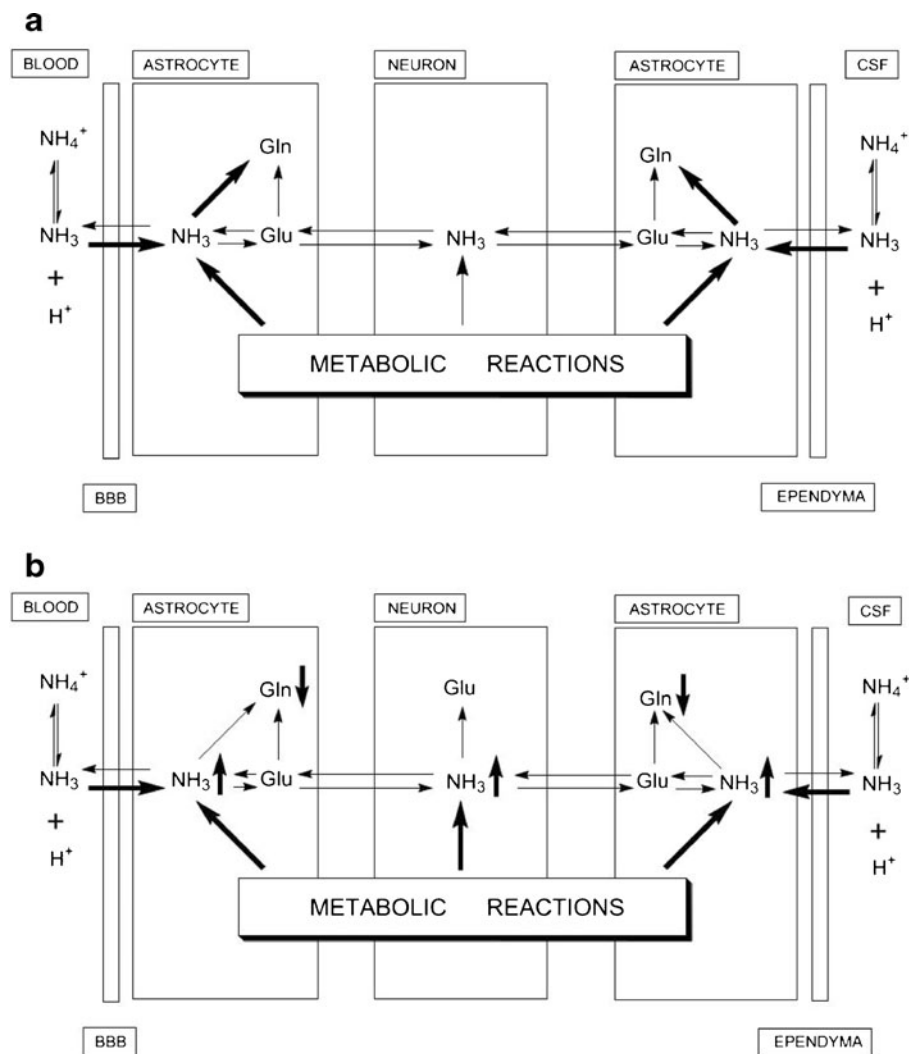 a
BLOOD ASTROCYTE NEURON ASTROCYTE CSF
NH4+ Gln Gln NH4+
NH3 NH3 Glu NH3 Glu NH3 NH3
+ +
H+ H+
METABOLIC REACTIONS
BBB EPENDYMA
b
BLOOD ASTROCYTE NEURON ASTROCYTE CSF
NH4+ Gln Glu Gln NH4+
NH3 NH3 Glu NH3 Glu NH3 NH3
+ +
H+ H+
METABOLIC REACTIONS
BBB EPENDYMA